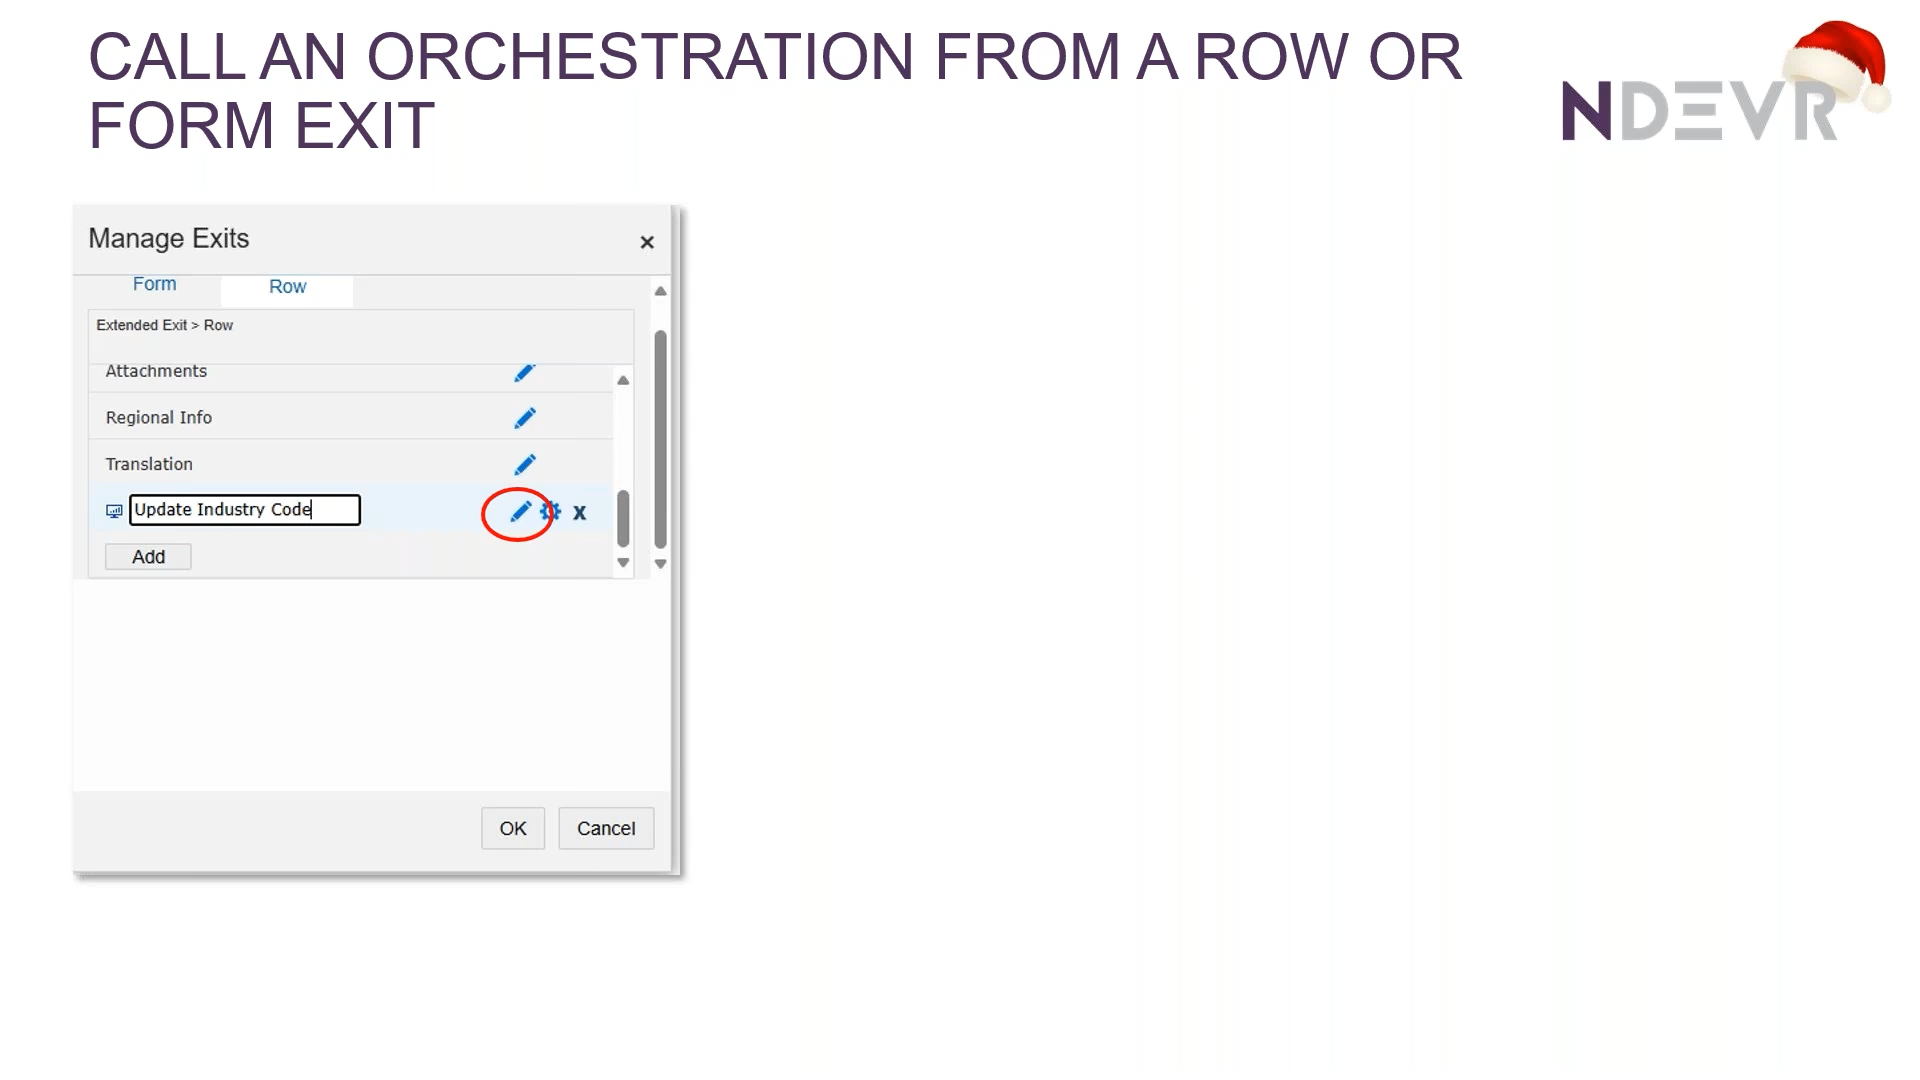 CALL AN ORCHESTRATION FROM A ROW OR
FORM EXIT
NDEVR
Manage Exits
Form
Row
Extended Exit > Row
Attachments
Regional Info
Translation
Update Industry Code
X
Add
OK
Cancel